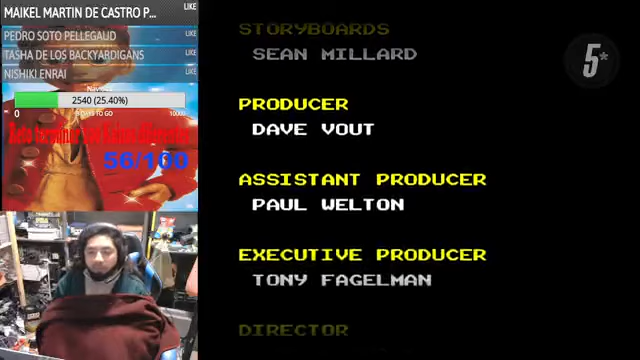 MAIKEL MARTIN DE CASTRO P...
LIKE
PEDRO SOTO PELLEGAUD
LIKE
TASHA DE LOS BACKYARDIGANS
LIKE
NISHIKI ENRAI
LIKE
2540 (25.40%)
0
10000
56/100
STORYBOARDS
SEAN MILLARD
PRODUCER
DAVE VOUT
ASSISTANT PRODUCER
PAUL WELTON
EXECUTIVE PRODUCER
TONY FAGELMAN
DIRECTOR
5*